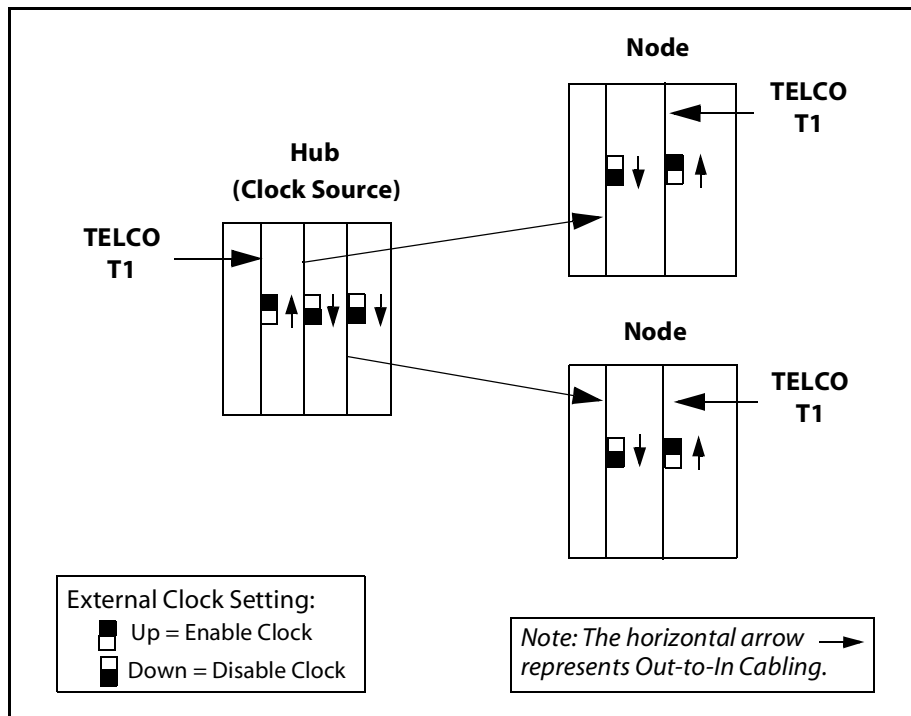 Node
TELCO
T1
Hub
(Clock Source)
TELCO
T1
Node
TELCO
T1
External Clock Setting:
Up = Enable Clock
Down = Disable Clock
Note: The horizontal arrow
represents Out-to-In Cabling.